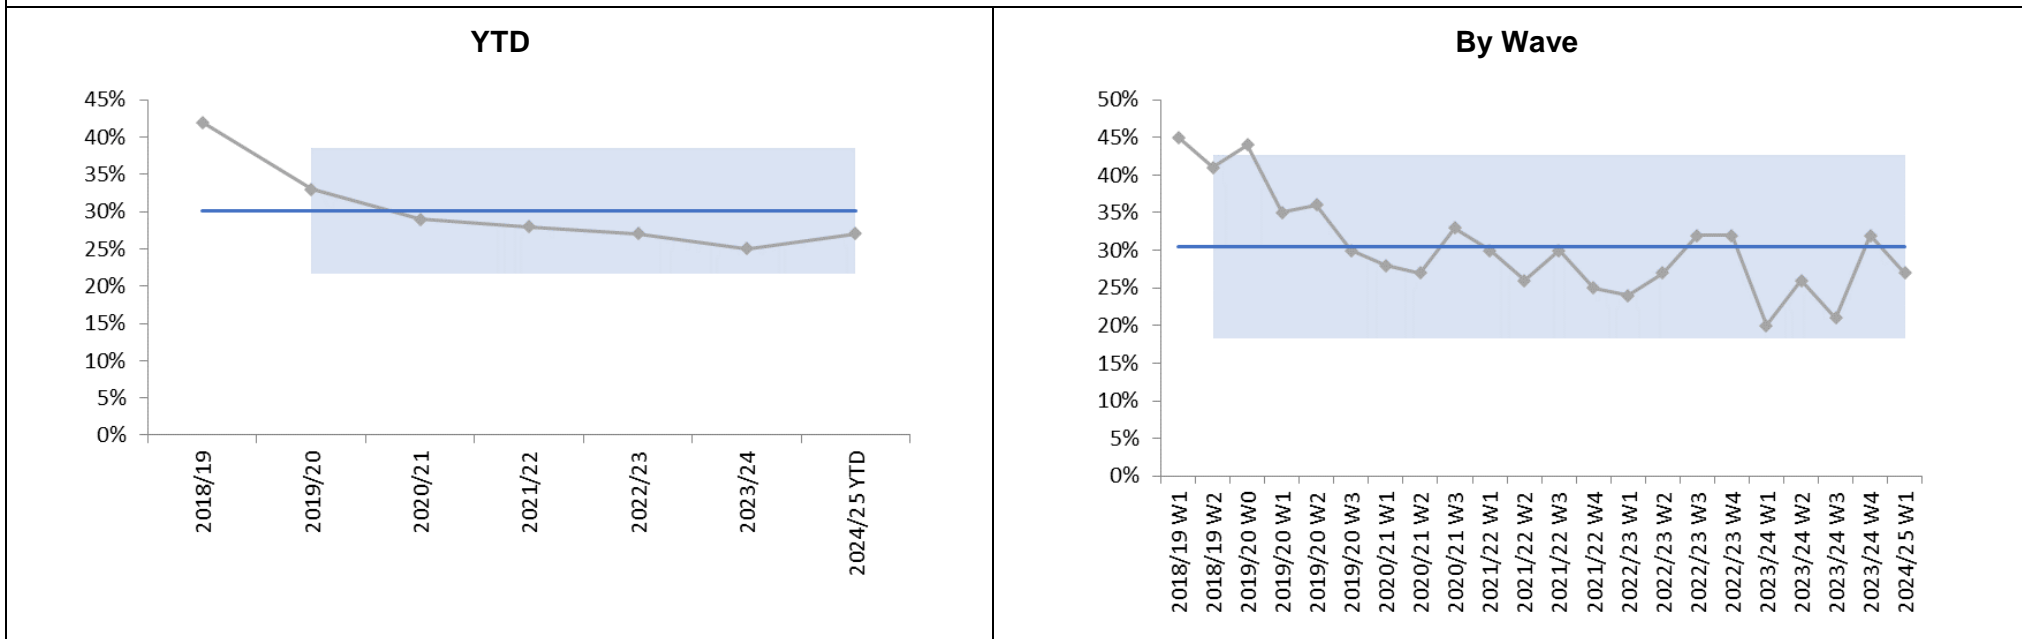 YTD
45%
40%
35%
30%
25%
20%
15%
10%
5%
0%
2018/19
2019/20
2020/21
2021/22
2022/23
2023/24
2024/25 YTD
By Wave
50%
45%
40%
35%
30%
25%
20%
15%
10%
5%
0%
2018/19 W1
2018/19 W2
2019/20 W0
2019/20 W1
2019/20 W2
2019/20 W3
2020/21 W1
2020/21 W2
2020/21 W3
2021/22 W1
2021/22 W2
2021/22 W3
2021/22 W4
2022/23 W1
2022/23 W2
2022/23 W3
2022/23 W4
2023/24 W1
2023/24 W2
2023/24 W3
2023/24 W4
2024/25 W1